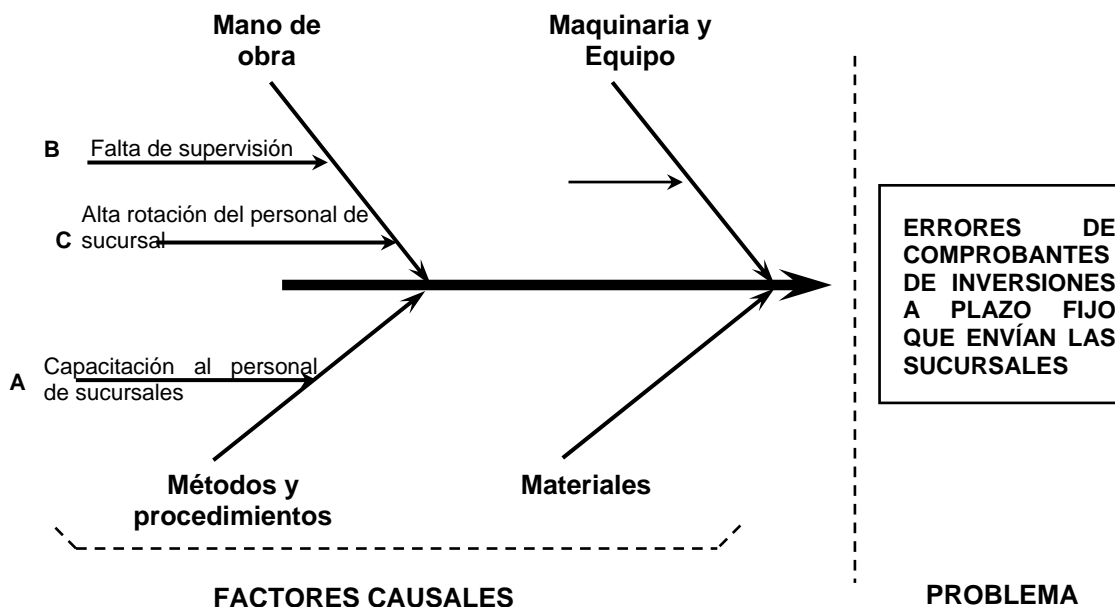 Mano de
obra
Maquinaria y
Equipo
B Falta de supervisión
Alta rotación del personal de
C sucursal
ERRORES DE
COMPROBANTES
DE INVERSIONES
A PLAZO FIJO
QUE ENVÍAN LAS
SUCURSALES
Capacitación al personal
A
de sucursales
Métodos y
procedimientos
Materiales
FACTORES CAUSALES
PROBLEMA